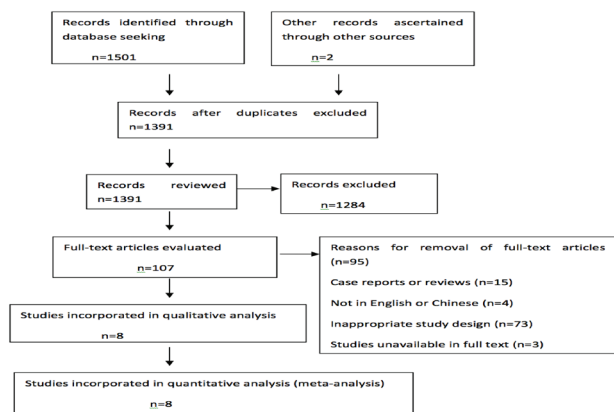 Records identified through
database seeking
n=1501
Other records ascertained
through other sources
n=2
Records after duplicates excluded
n=1391
Records reviewed
n=1391
Records excluded
n=1284
Full-text articles evaluated
n=107
Reasons for removal of full-text articles
(n=95)
Case reports or reviews (n=15)
Not in English or Chinese (n=4)
Inappropriate study design (n=73)
Studies unavailable in full text (n=3)
Studies incorporated in qualitative analysis
n=8
Studies incorporated in quantitative analysis (meta-analysis)
n=8